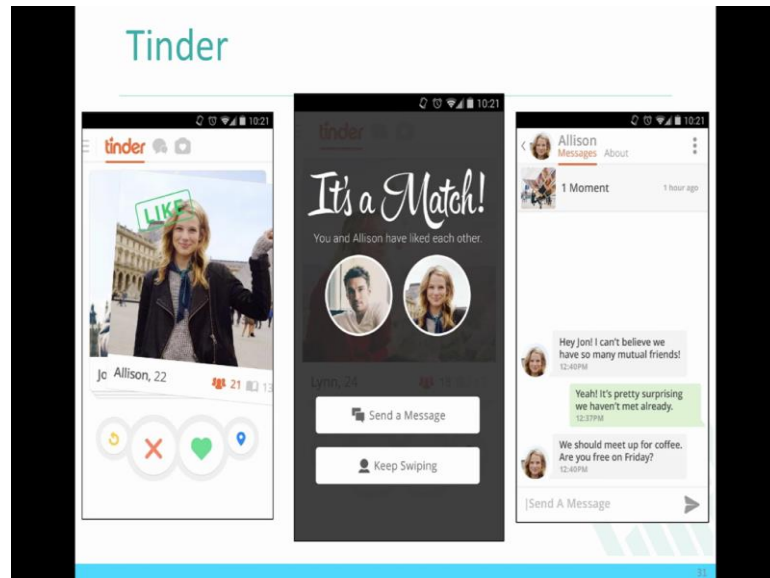 Tinder
10:21
tinder
LIKE
Jo Allison, 22 21 13
10:21
tinder
It's a Match!
You and Allison have liked each other.
Lynn, 24
Send a Message
Keep Swiping
10:21
Allison
Messages About
1 Moment 1 hour ago
Hey Jon! I can't believe we
have so many mutual friends!
12:40PM
Yeah! It's pretty surprising
we haven't met already.
12:37PM
We should meet up for coffee.
Are you free on Friday?
12:40PM
Send A Message
31